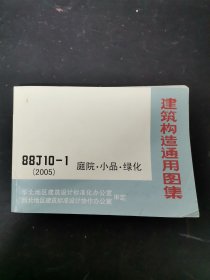 88J10-1
(2005)
庭院·小品·绿化
华北地区建筑设计标准化办公室
西北地区建筑标准设计协作办公室
审定
建筑构造通用图集